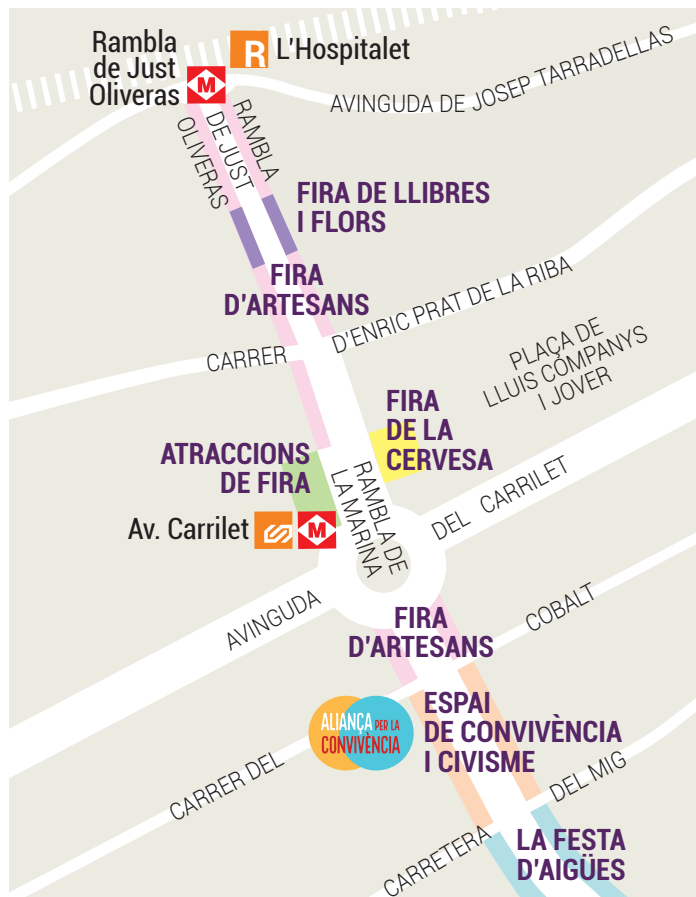 Rambla
de Just
Oliveras
M
R
L'Hospitalet
AVINGUDA DE JOSEP TARRADELLAS
RAMBLA
DE JUST
OLIVERAS
FIRA DE LLIBRES
I FLORS
FIRA
D'ARTESANS
CARRER D'ENRIC PRAT DE LA RIBA
PLAÇA DE
LLUIS COMPANYS
I JOVER
FIRA
DE LA
CERVESA
ATRACCIONS
DE FIRA
RAMBLA DE
LA MARINA
Av. Carrilet
M
AVINGUDA DEL CARRILET
FIRA
D'ARTESANS
CARRER DEL COBALT
ALIANÇA PER LA
CONVIVÈNCIA
ESPAI
DE CONVIVÈNCIA
I CIVISME
CARRETERA DEL MIG
LA FESTA
D'AIGÜES